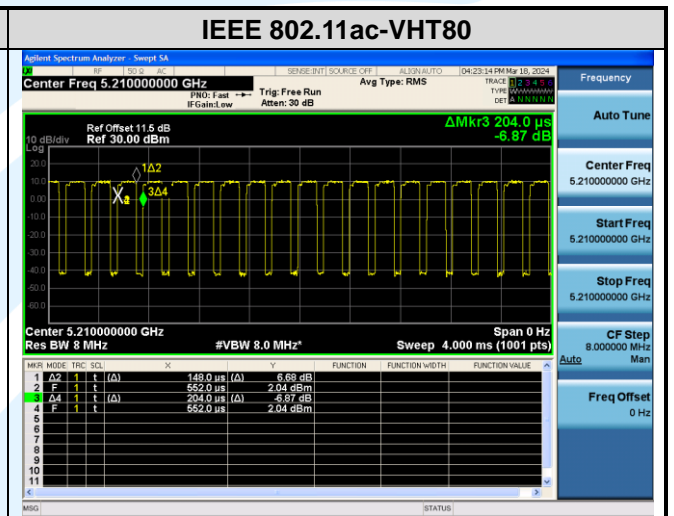 IEEE 802.11ac-VHT80
Agilent Spectrum Analyzer - Swept SA
RF 50 Ω AC SENSE:INT SOURCE OFF ALIGN AUTO 04:23:14 PM Mar 18, 2024
Center Freq 5.210000000 GHz Avg Type: RMS TRACE 1 2 3 4 5 6
PNO: Fast Trig: Free Run TYPE
IFGain:Low Atten: 30 dB DET A N N N N N
Frequency
Auto Tune
Ref Offset 11.5 dB ΔMkr3 204.0 µs
10 dB/div Ref 30.00 dBm -6.87 dB
Log
20.0
10.0
0.00
-10.0
-20.0
-30.0
-40.0
-50.0
-60.0
1Δ2
3Δ4
Center Freq
5.210000000 GHz
Start Freq
5.210000000 GHz
Stop Freq
5.210000000 GHz
Center 5.210000000 GHz Span 0 Hz
Res BW 8 MHz #VBW 8.0 MHz* Sweep 4.000 ms (1001 pts)
CF Step
8.000000 MHz
Auto Man
Freq Offset
0 Hz
MKR MODE TRC SCL X Y FUNCTION FUNCTION WIDTH FUNCTION VALUE
1 Δ2 1 t (Δ) 148.0 µs (Δ) 6.68 dB
2 F 1 t 552.0 µs 2.04 dBm
3 Δ4 1 t (Δ) 204.0 µs (Δ) -6.87 dB
4 F 1 t 552.0 µs 2.04 dBm
5
6
7
8
9
10
11
MSG STATUS